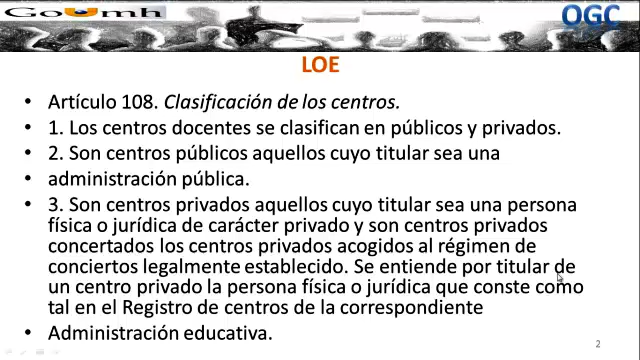 GOUmh
OGC
LOE
• Artículo 108. Clasificación de los centros.
• 1. Los centros docentes se clasifican en públicos y privados.
• 2. Son centros públicos aquellos cuyo titular sea una
• administración pública.
• 3. Son centros privados aquellos cuyo titular sea una persona
física o jurídica de carácter privado y son centros privados
concertados los centros privados acogidos al régimen de
conciertos legalmente establecido. Se entiende por titular de
un centro privado la persona física o jurídica que conste como
tal en el Registro de centros de la correspondiente
• Administración educativa.
2